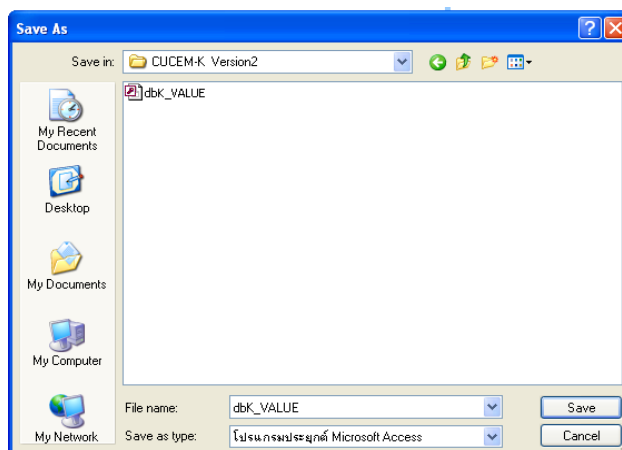 Save As
Save in:
CUCEM-K Version2
dbK_VALUE
My Recent
Documents
Desktop
My Documents
My Computer
My Network
File name:
dbK_VALUE
Save
Save as type:
โปรแกรมประยุกต์ Microsoft Access
Cancel